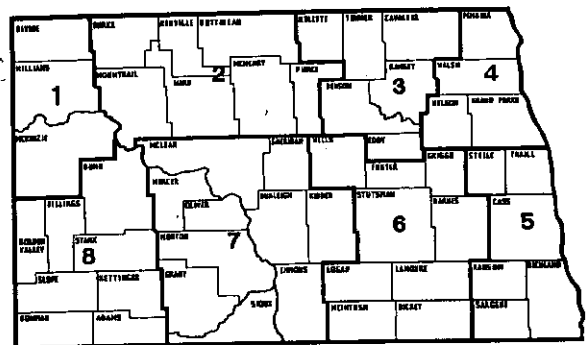 DIVIDE
BURKE
RENVILLE
BOTTINEAU
ROLETTE
TOWNER
CAVALIER
PEMBINA
WILLIAMS
MOUNTRAIL
WARD
2
MCHENRY
PIERCE
BENSON
RAMSEY
3
WALSH
4
1
NELSON
GRAND FORKS
MCKENZIE
DUNN
MCLEAN
SHERIDAN
WELLS
EDDY
FOSTER
GRIGGS
STEELE
TRAILL
MERCER
OLIVER
BURLEIGH
KIDDER
STUTSMAN
6
BARNES
CASS
5
BILLINGS
GOLDEN
VALLEY
STARK
8
MORTON
7
SLOPE
HETTINGER
GRANT
EMMONS
LOGAN
LAMOURE
RANSOM
RICHLAND
BOWMAN
ADAMS
SIOUX
MCINTOSH
DICKEY
SARGENT